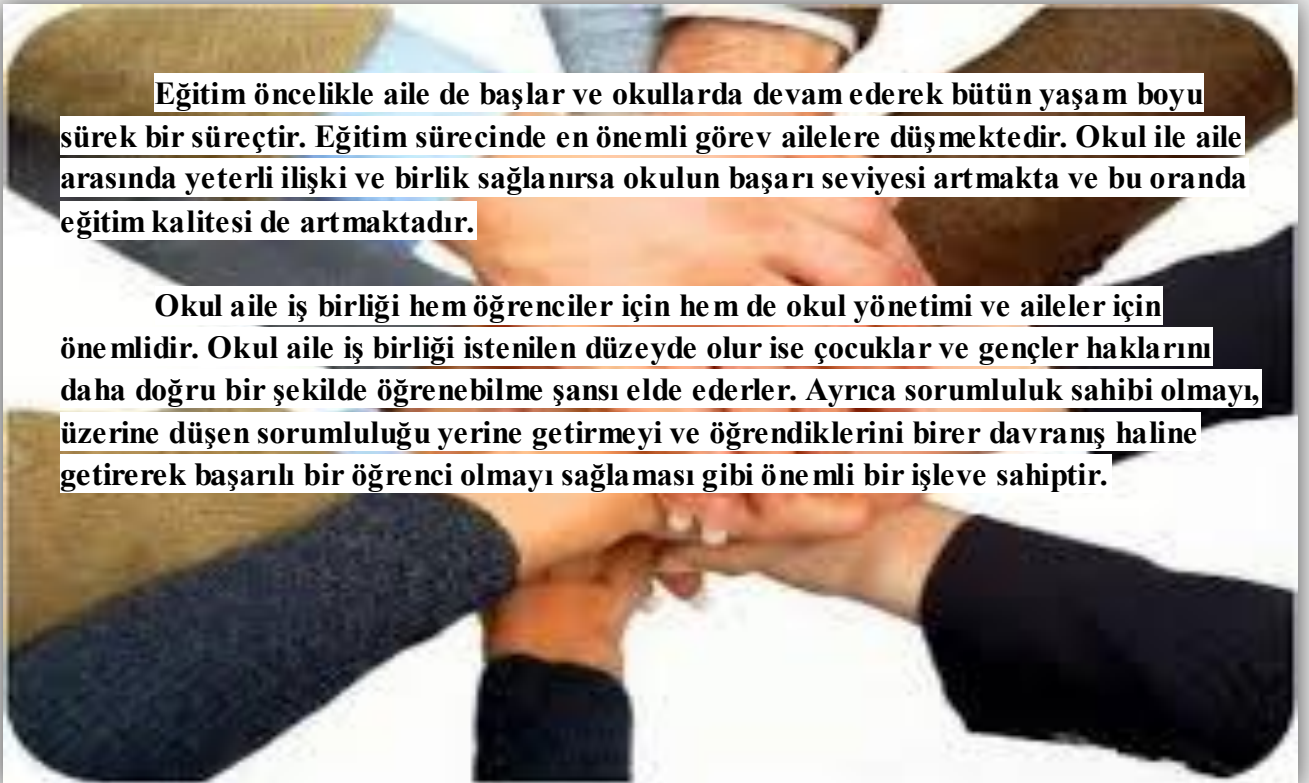 Eğitim öncelikle aile de başlar ve okullarda devam ederek bütün yaşam boyu
sürek bir süreçtir. Eğitim sürecinde en önemli görev ailelere düşmektedir. Okul ile aile
arasında yeterli ilişki ve birlik sağlanırsa okulun başarı seviyesi artmakta ve bu oranda
eğitim kalitesi de artmaktadır.
Okul aile iş birliği hem öğrenciler için hem de okul yönetimi ve aileler için
önemlidir. Okul aile iş birliği istenilen düzeyde olur ise çocuklar ve gençler haklarını
daha doğru bir şekilde öğrenebilme şansı elde ederler. Ayrıca sorumluluk sahibi olmayı,
üzerine düşen sorumluluğu yerine getirmeyi ve öğrendiklerini birer davranış haline
getirerek başarılı bir öğrenci olmayı sağlaması gibi önemli bir işleve sahiptir.